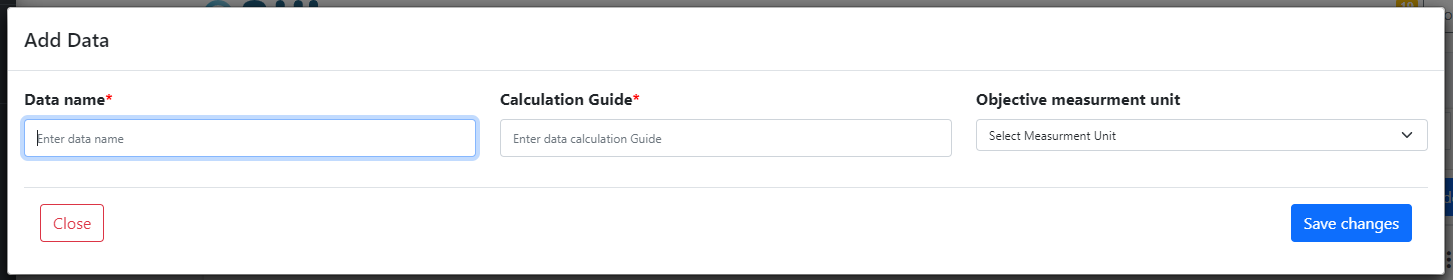 Add Data
Data name*
Calculation Guide*
Objective measurment unit
Enter data name
Enter data calculation Guide
Select Measurment Unit
Close
Save changes